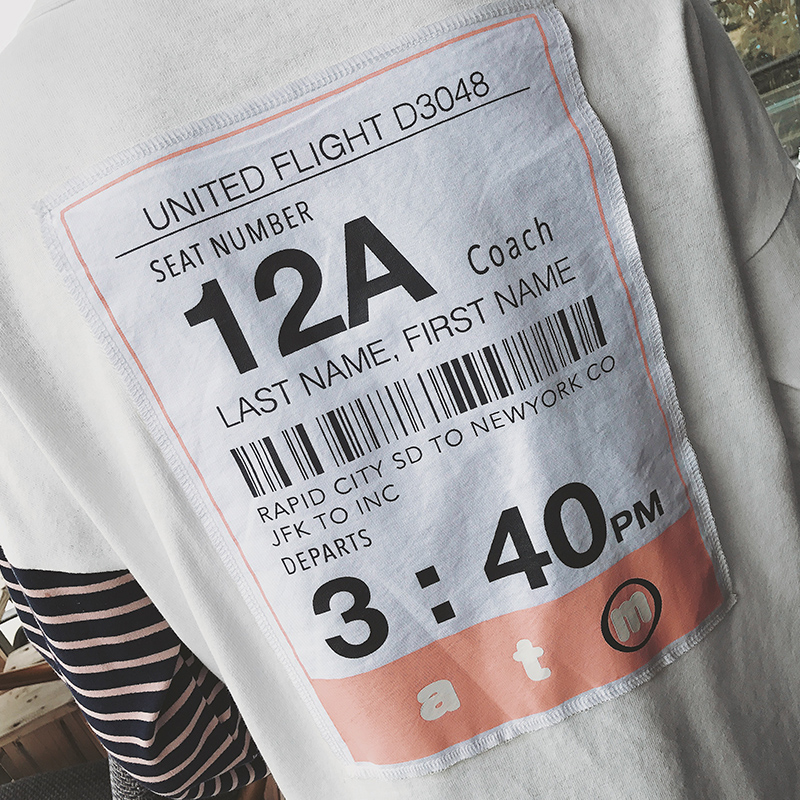 UNITED FLIGHT D3048
SEAT NUMBER
12A Coach
LAST NAME, FIRST NAME
RAPID CITY SD TO NEWYORK CO
JFK TO INC
DEPARTS
3:40PM
a t m